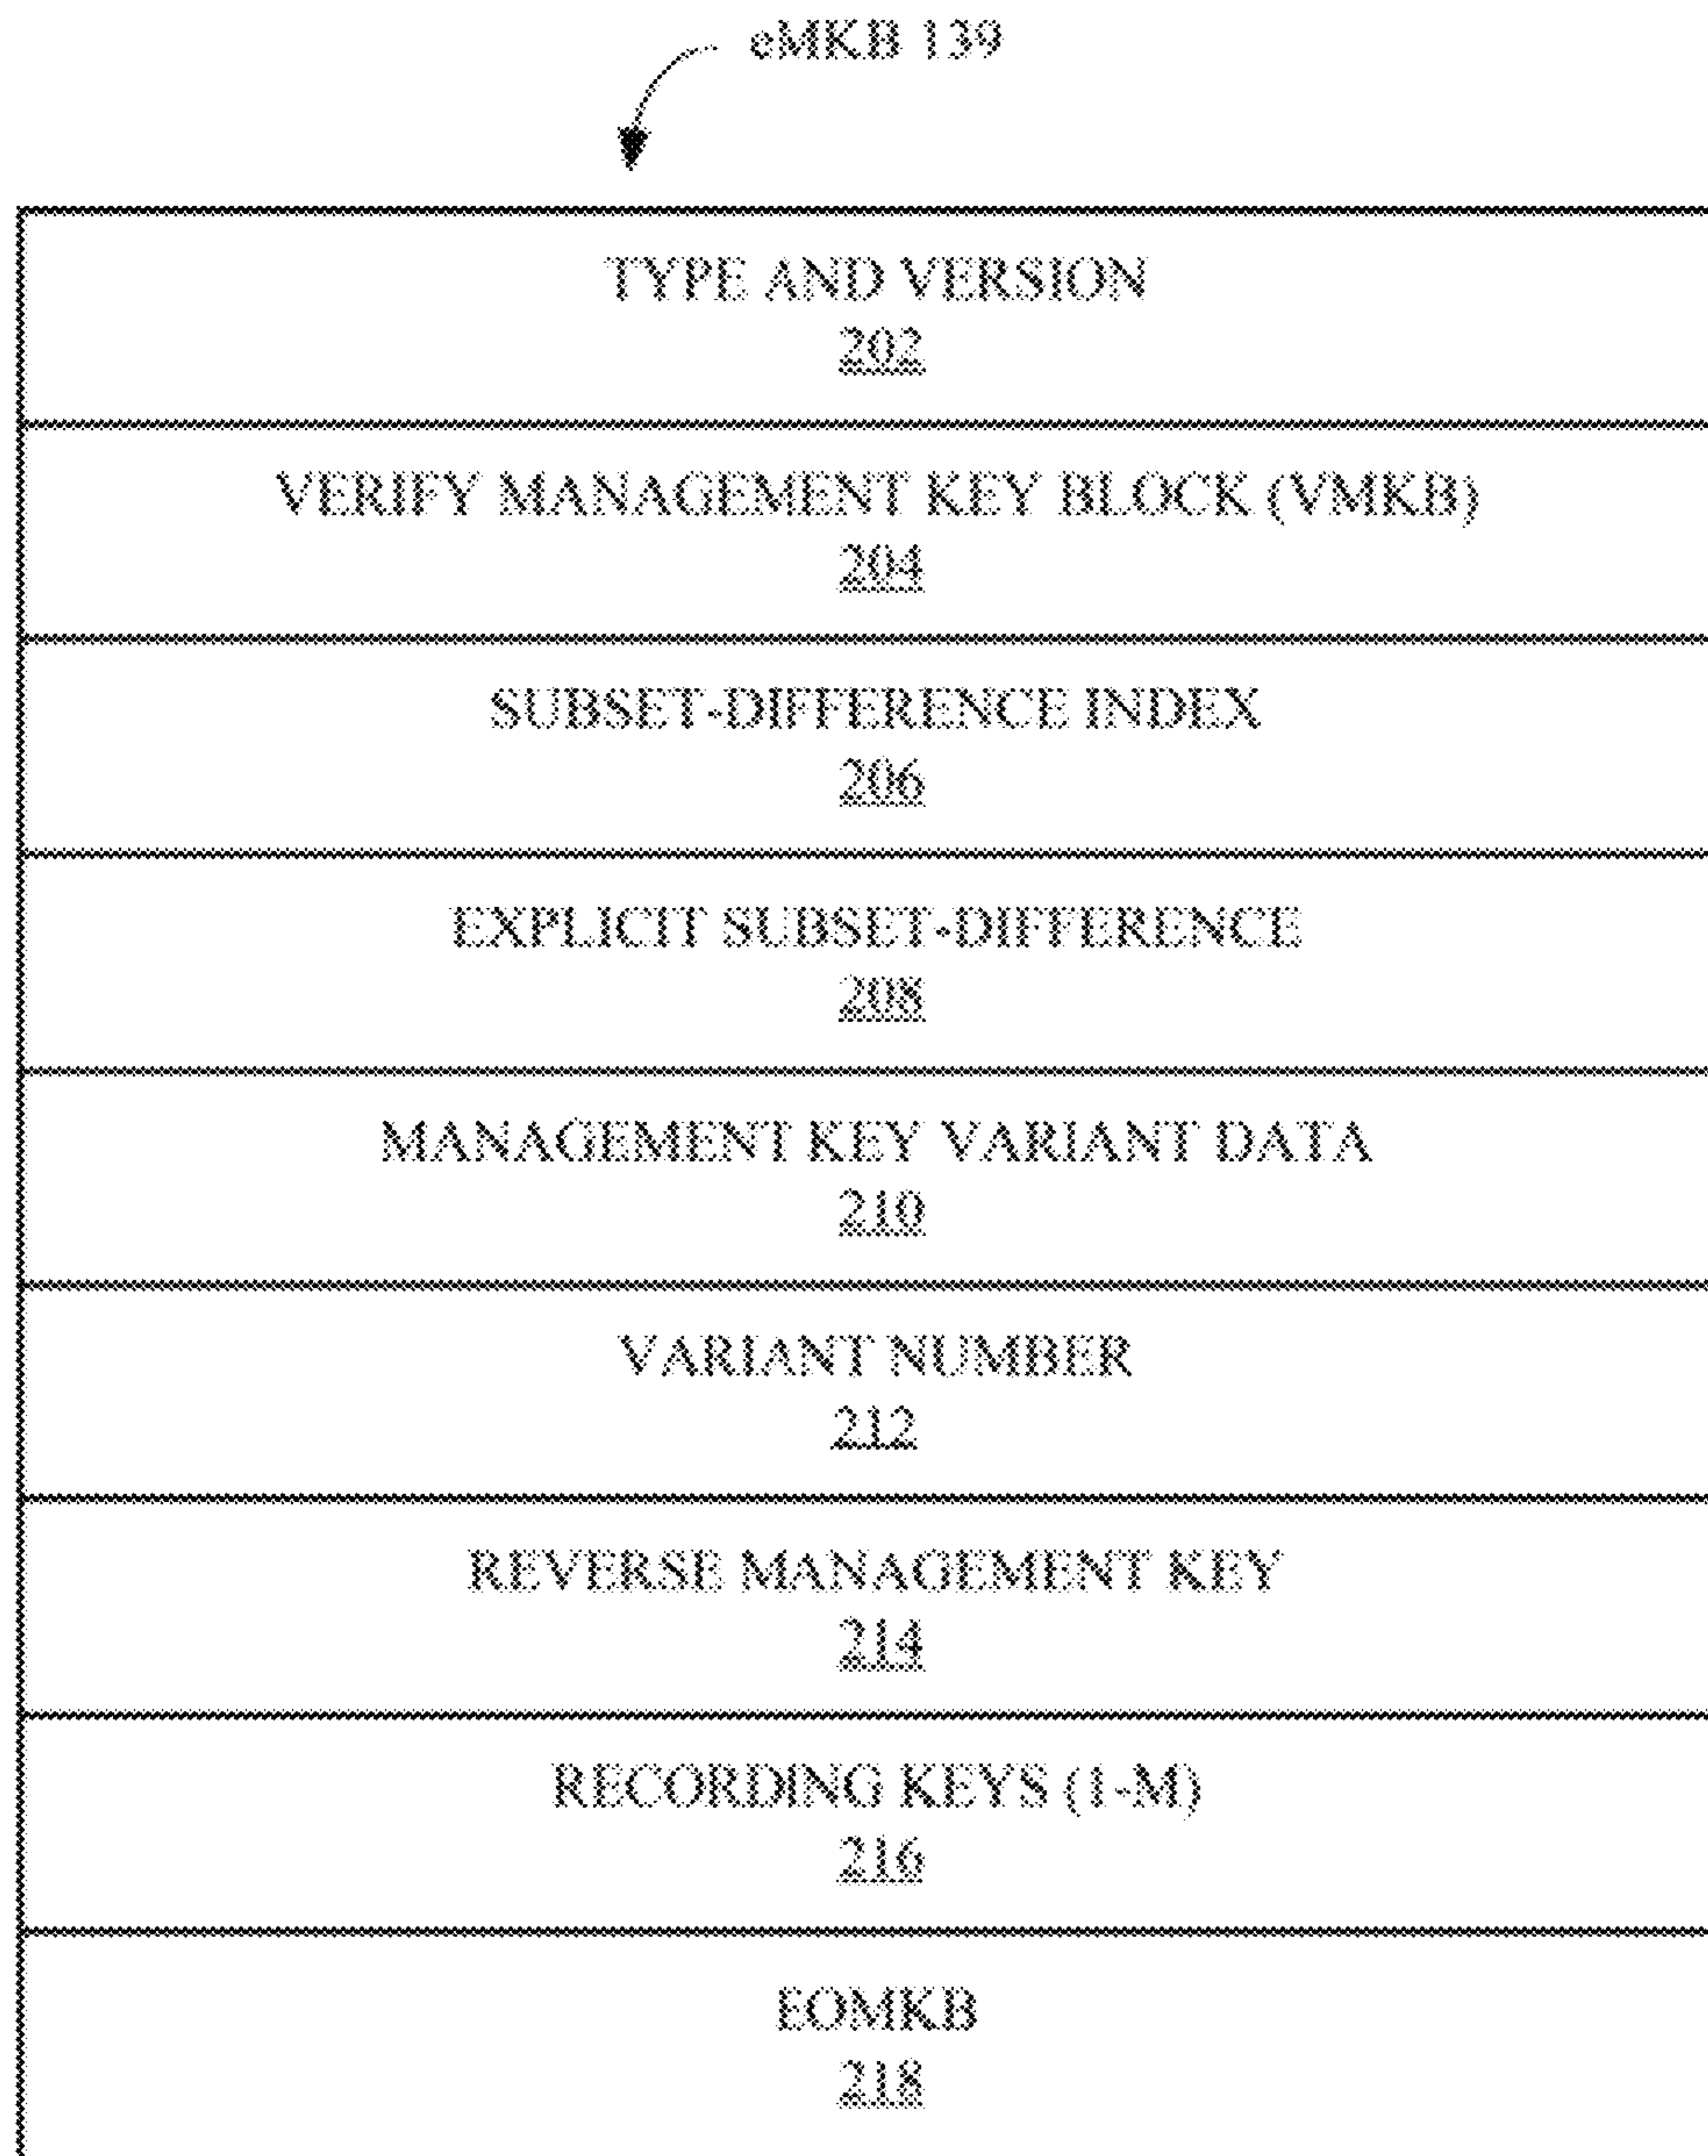 eMKB 139
TYPE AND VERSION
202
VERIFY MANAGEMENT KEY BLOCK (VMKB)
204
SUBSET-DIFFERENCE INDEX
206
EXPLICIT SUBSET-DIFFERENCE
208
MANAGEMENT KEY VARIANT DATA
210
VARIANT NUMBER
212
REVERSE MANAGEMENT KEY
214
RECORDING KEYS (1-M)
216
EOMKB
218